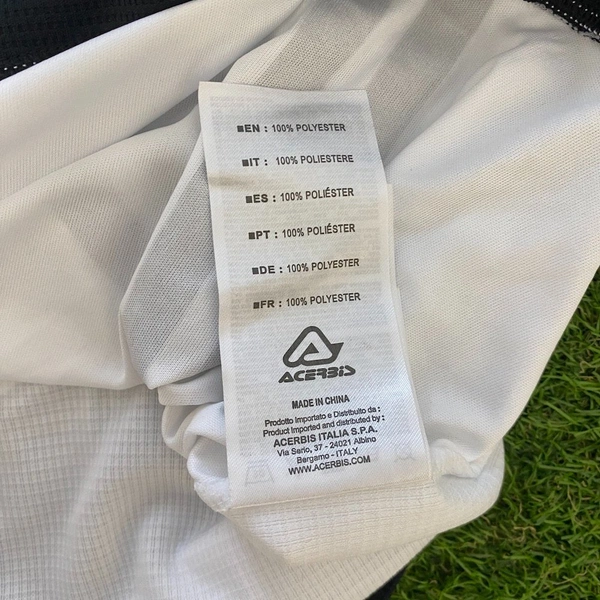 ■EN : 100% POLYESTER
■IT : 100% POLIESTERE
■ES : 100% POLIÉSTER
■PT : 100% POLIÉSTER
■DE : 100% POLYESTER
■FR : 100% POLYESTER
ACERBIS
MADE IN CHINA
Prodotto Importato e Distribuito da :
Product Imported and distributed by :
ACERBIS ITALIA S.P.A.
Via Serio, 37 - 24021 Albino
Bergamo - ITALY
WWW.ACERBIS.COM